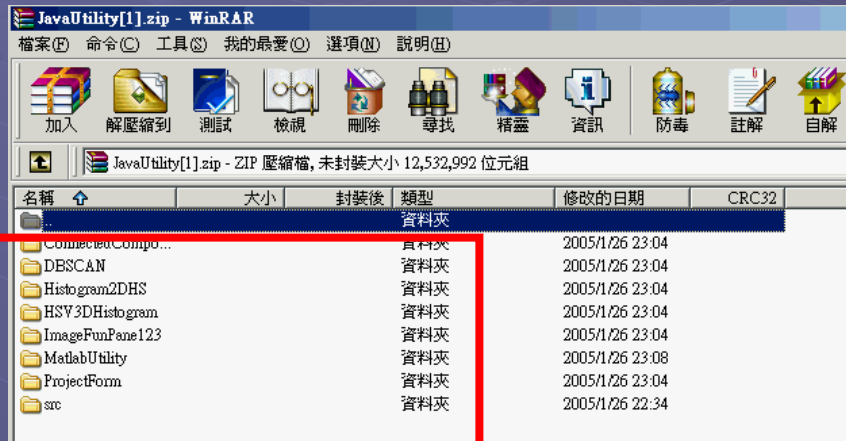 JavaUtility[1].zip - WinRAR
檔案(F) 命令(C) 工具(S) 我的最愛(O) 選項(N) 說明(H)
加入 解壓縮到 測試 檢視 刪除 尋找 精靈 資訊 防毒 註解 自解
JavaUtility[1].zip - ZIP 壓縮檔, 未封裝大小 12,532,992 位元組
名稱 大小 封裝後 類型 修改的日期 CRC32
.. 資料夾
ConnectedCompo... 資料夾 2005/1/26 23:04
DBSCAN 資料夾 2005/1/26 23:04
Histogram2DHS 資料夾 2005/1/26 23:04
HSV3DHistogram 資料夾 2005/1/26 23:04
ImageFunPane123 資料夾 2005/1/26 23:04
MatlabUtility 資料夾 2005/1/26 23:08
ProjectForm 資料夾 2005/1/26 23:04
src 資料夾 2005/1/26 22:34